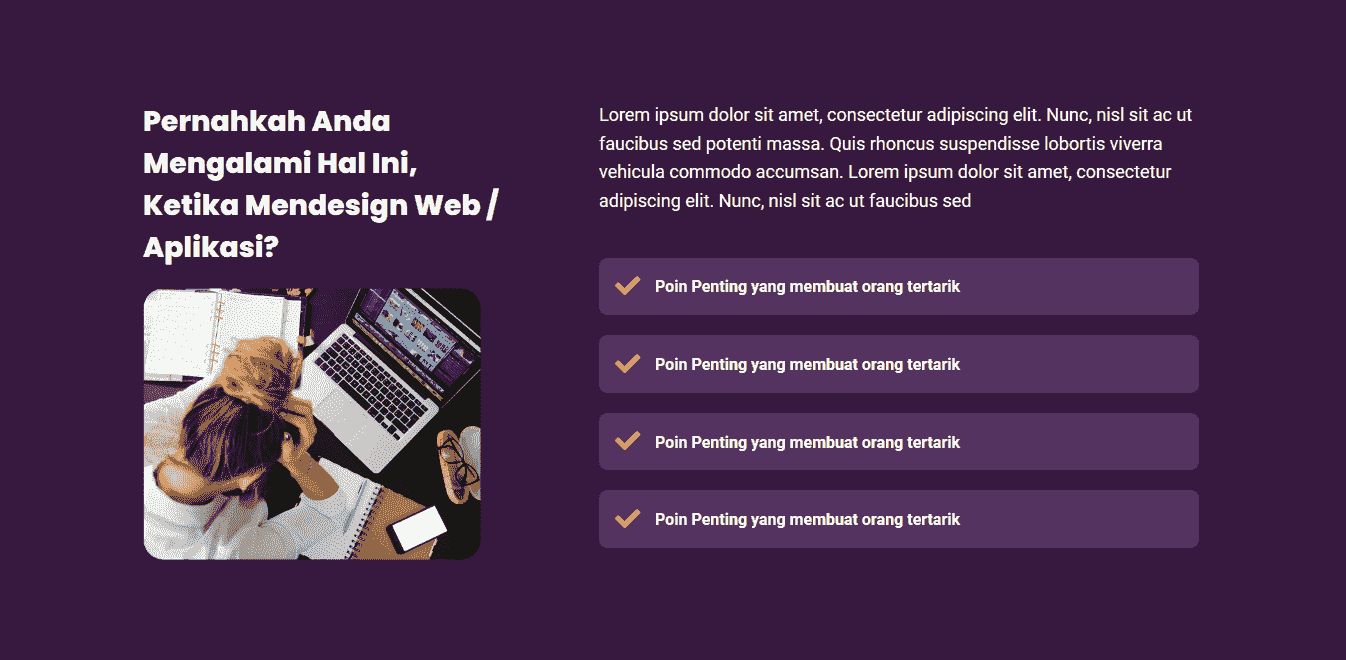 Pernahkah Anda
Mengalami Hal Ini,
Ketika Mendesign Web /
Aplikasi?
Lorem ipsum dolor sit amet, consectetur adipiscing elit. Nunc, nisl sit ac ut
faucibus sed potenti massa. Quis rhoncus suspendisse lobortis viverra
vehicula commodo accumsan. Lorem ipsum dolor sit amet, consectetur
adipiscing elit. Nunc, nisl sit ac ut faucibus sed
Poin Penting yang membuat orang tertarik
Poin Penting yang membuat orang tertarik
Poin Penting yang membuat orang tertarik
Poin Penting yang membuat orang tertarik